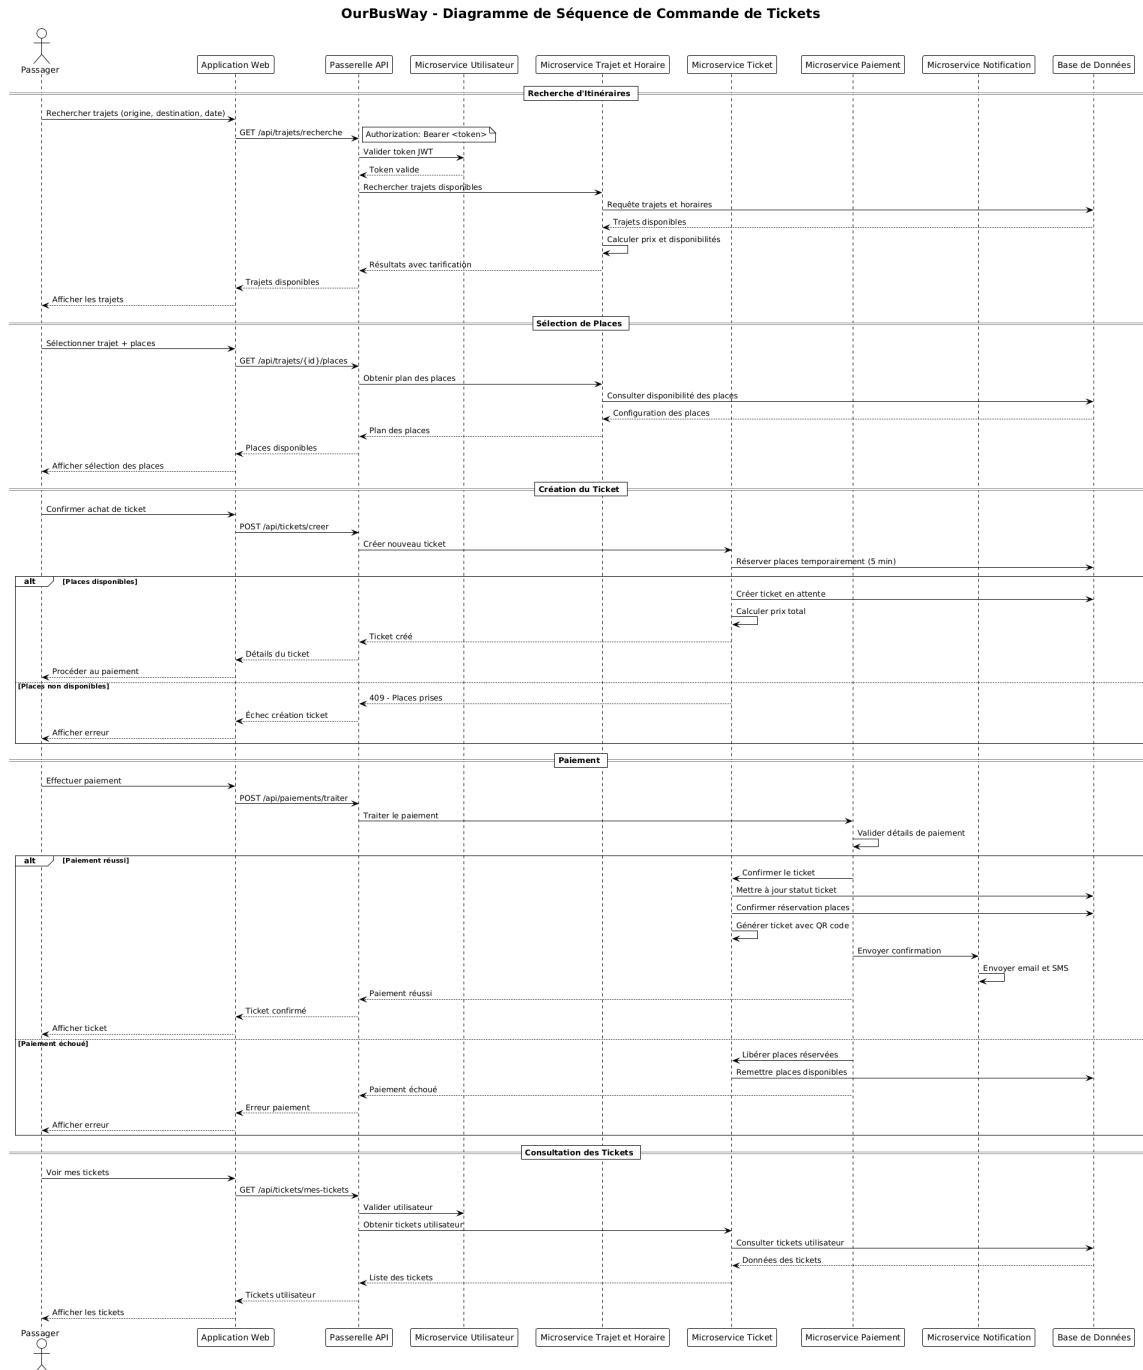 OurBusWay - Diagramme de Séquence de Commande de Tickets
Passager
Application Web
Passerelle API
Microservice Utilisateur
Microservice Trajet et Horaire
Microservice Ticket
Microservice Paiement
Microservice Notification
Base de Données
Recherche d'Itinéraires
Rechercher trajets (origine, destination, date)
GET /api/trajets/recherche
Authorization: Bearer <token>
Valider token JWT
Token valide
Rechercher trajets disponibles
Requête trajets et horaires
Trajets disponibles
Calculer prix et disponibilités
Résultats avec tarification
Trajets disponibles
Afficher les trajets
Sélection de Places
Sélectionner trajet + places
GET /api/trajets/{id}/places
Obtenir plan des places
Consulter disponibilité des places
Configuration des places
Plan des places
Places disponibles
Afficher sélection des places
Création du Ticket
Confirmer achat de ticket
POST /api/tickets/creer
Créer nouveau ticket
Réserver places temporairement (5 min)
alt [Places disponibles]
Créer ticket en attente
Calculer prix total
Ticket créé
Détails du ticket
Procéder au paiement
[Places non disponibles]
409 - Places prises
Échec création ticket
Afficher erreur
Paiement
Effectuer paiement
POST /api/paiements/traiter
Traiter le paiement
Valider détails de paiement
alt [Paiement réussi]
Confirmer le ticket
Mettre à jour statut ticket
Confirmer réservation places
Générer ticket avec QR code
Envoyer confirmation
Envoyer email et SMS
Paiement réussi
Ticket confirmé
Afficher ticket
[Paiement échoué]
Libérer places réservées
Remettre places disponibles
Paiement échoué
Erreur paiement
Afficher erreur
Consultation des Tickets
Voir mes tickets
GET /api/tickets/mes-tickets
Valider utilisateur
Obtenir tickets utilisateur
Consulter tickets utilisateur
Données des tickets
Liste des tickets
Tickets utilisateur
Afficher les tickets
Passager
Application Web
Passerelle API
Microservice Utilisateur
Microservice Trajet et Horaire
Microservice Ticket
Microservice Paiement
Microservice Notification
Base de Données